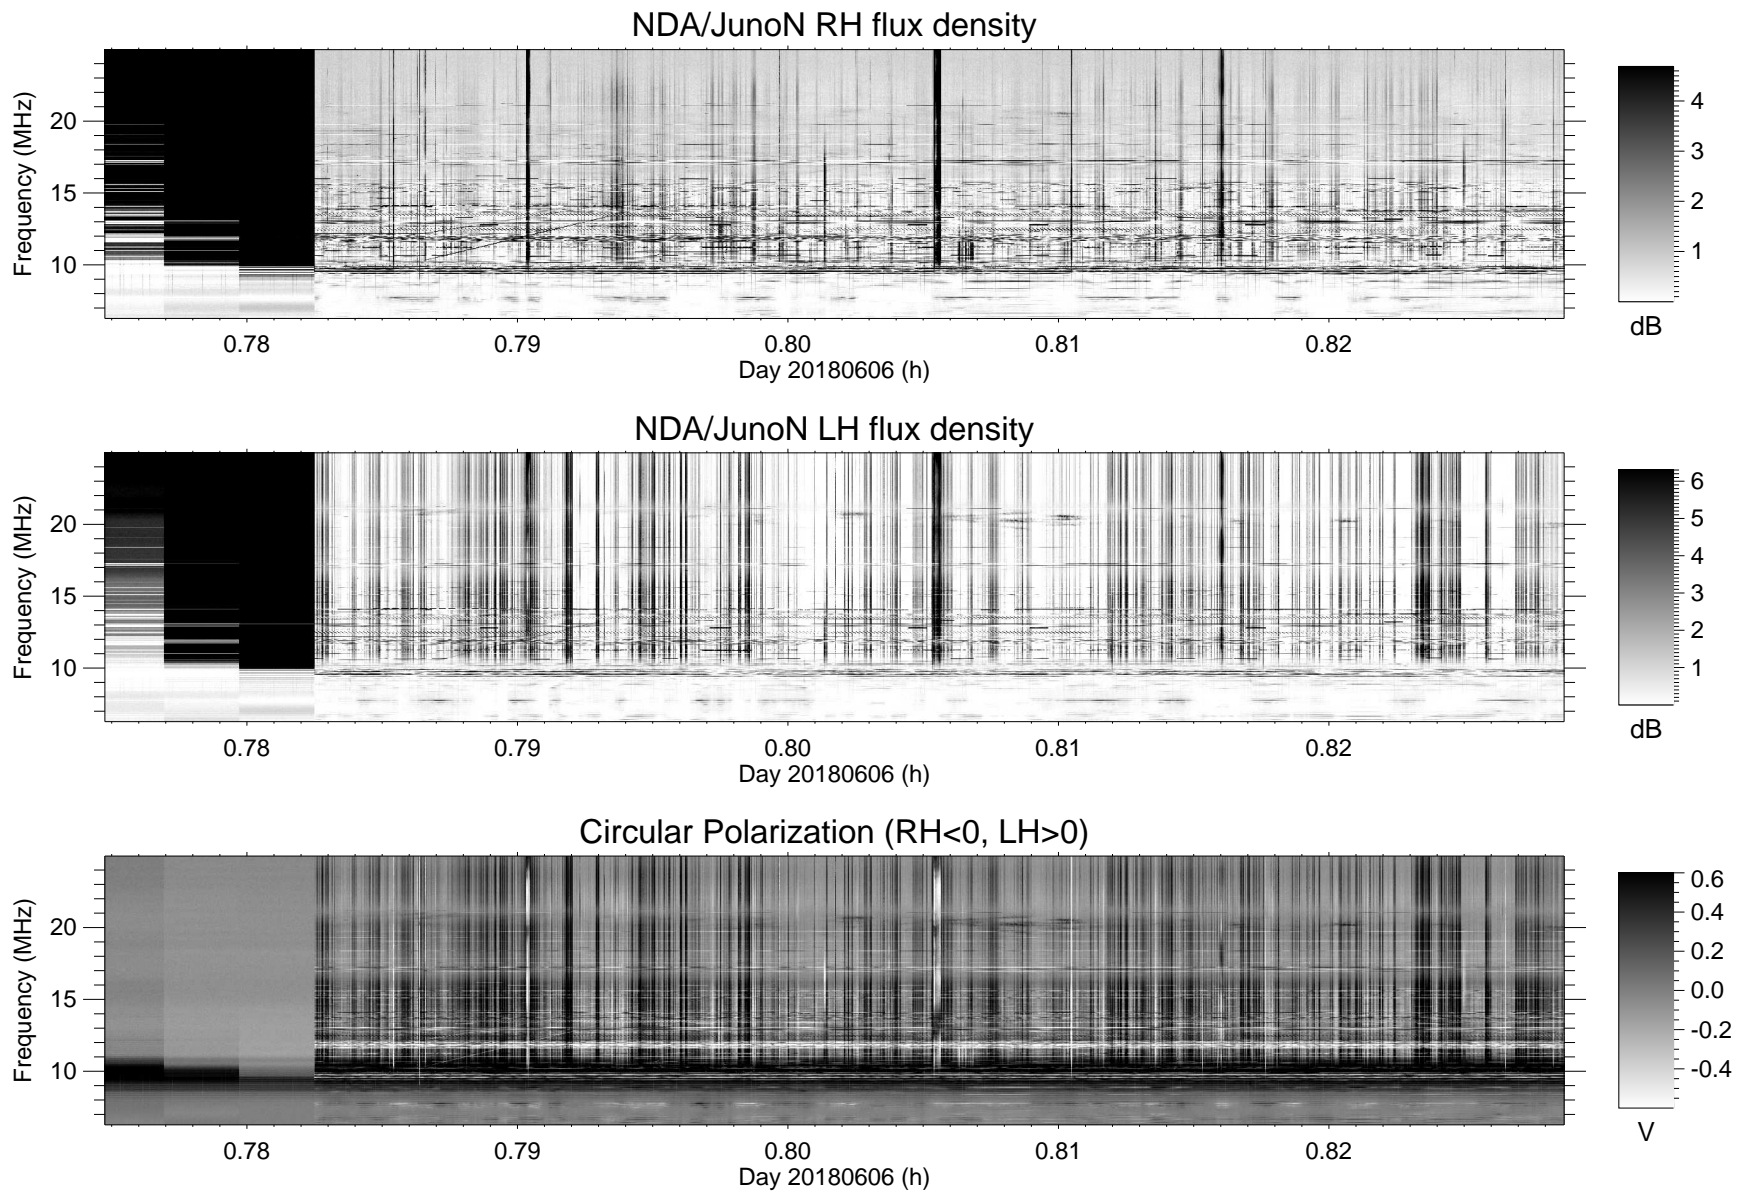 NDA/JunoN RH flux density
Frequency (MHz)
20
15
10
0.78 0.79 0.80 0.81 0.82
Day 20180606 (h)
4
3
2
1
dB
NDA/JunoN LH flux density
Frequency (MHz)
20
15
10
0.78 0.79 0.80 0.81 0.82
Day 20180606 (h)
6
5
4
3
2
1
dB
Circular Polarization (RH<0, LH>0)
Frequency (MHz)
20
15
10
0.78 0.79 0.80 0.81 0.82
Day 20180606 (h)
0.6
0.4
0.2
0.0
-0.2
-0.4
V